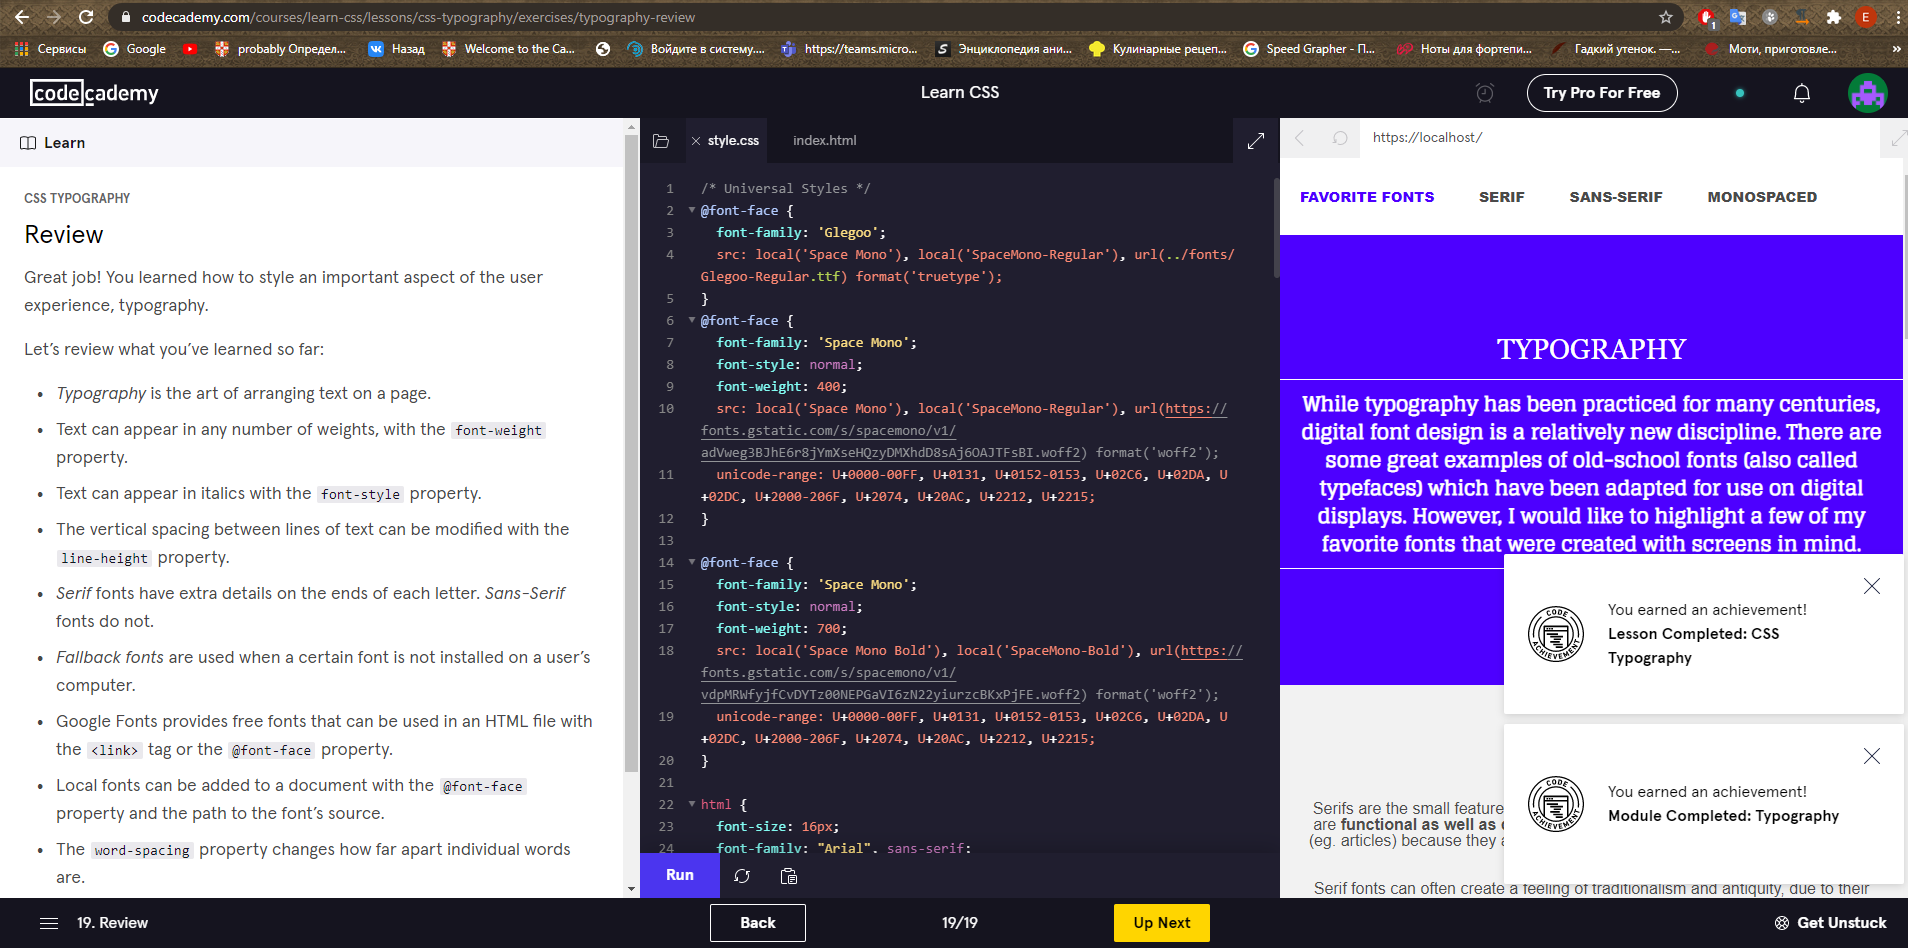 codecademy.com/courses/learn-css/lessons/css-typography/exercises/typography-review
1
E
Сервисы
Google
probably Определ...
Назад
Welcome to the Ca...
Войдите в систему....
https://teams.micro...
Энциклопедия ани...
Кулинарные рецеп...
Speed Grapher - П...
Ноты для фортепи...
Гадкий утенок. —...
Моти, приготовле...
»
codecademy
Learn CSS
Try Pro For Free
Learn
CSS TYPOGRAPHY
Review
Great job! You learned how to style an important aspect of the user
experience, typography.
Let’s review what you’ve learned so far:
• Typography is the art of arranging text on a page.
• Text can appear in any number of weights, with the font-weight
property.
• Text can appear in italics with the font-style property.
• The vertical spacing between lines of text can be modified with the
line-height property.
• Serif fonts have extra details on the ends of each letter. Sans-Serif
fonts do not.
• Fallback fonts are used when a certain font is not installed on a user’s
computer.
• Google Fonts provides free fonts that can be used in an HTML file with
the <link> tag or the @font-face property.
• Local fonts can be added to a document with the @font-face
property and the path to the font’s source.
• The word-spacing property changes how far apart individual words
are.
style.css
index.html
1 /* Universal Styles */
2 @font-face {
3 font-family: 'Glegoo';
4 src: local('Space Mono'), local('SpaceMono-Regular'), url(../fonts/
Glegoo-Regular.ttf) format('truetype');
5 }
6 @font-face {
7 font-family: 'Space Mono';
8 font-style: normal;
9 font-weight: 400;
10 src: local('Space Mono'), local('SpaceMono-Regular'), url(https://
fonts.gstatic.com/s/spacemono/v1/
adVweg3BJhE6r8jYmXseHQzyDMXhdD8sAj6OAJTFsBI.woff2) format('woff2');
11 unicode-range: U+0000-00FF, U+0131, U+0152-0153, U+02C6, U+02DA, U
+02DC, U+2000-206F, U+2074, U+20AC, U+2212, U+2215;
12 }
13
14 @font-face {
15 font-family: 'Space Mono';
16 font-style: normal;
17 font-weight: 700;
18 src: local('Space Mono Bold'), local('SpaceMono-Bold'), url(https://
fonts.gstatic.com/s/spacemono/v1/
vdpMRWfyjfCvDYTz00NEPGaVI6zN22yiurzcBKxPjFE.woff2) format('woff2');
19 unicode-range: U+0000-00FF, U+0131, U+0152-0153, U+02C6, U+02DA, U
+02DC, U+2000-206F, U+2074, U+20AC, U+2212, U+2215;
20 }
21
22 html {
23 font-size: 16px;
24 font-family: "Arial", sans-serif;
Run
https://localhost/
FAVORITE FONTS
SERIF
SANS-SERIF
MONOSPACED
TYPOGRAPHY
While typography has been practiced for many centuries,
digital font design is a relatively new discipline. There are
some great examples of old-school fonts (also called
typefaces) which have been adapted for use on digital
displays. However, I would like to highlight a few of my
favorite fonts that were created with screens in mind.
CODE
ACHIEVEMENT
You earned an achievement!
Lesson Completed: CSS
Typography
CODE
ACHIEVEMENT
You earned an achievement!
Module Completed: Typography
Serifs are the small feature
are functional as well as
(eg. articles) because they
Serif fonts can often create a feeling of traditionalism and antiquity, due to their
19. Review
Back
19/19
Up Next
Get Unstuck